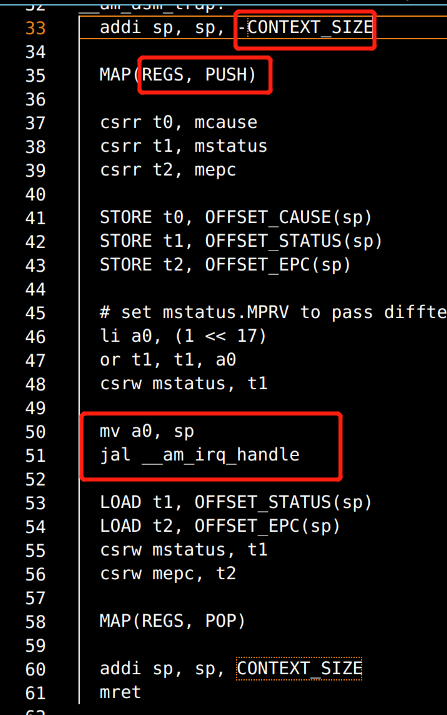 32 __am_asm_trap:
33 addi sp, sp, -CONTEXT_SIZE
34
35 MAP(REGS, PUSH)
36
37 csrr t0, mcause
38 csrr t1, mstatus
39 csrr t2, mepc
40
41 STORE t0, OFFSET_CAUSE(sp)
42 STORE t1, OFFSET_STATUS(sp)
43 STORE t2, OFFSET_EPC(sp)
44
45 # set mstatus.MPRV to pass diffte
46 li a0, (1 << 17)
47 or t1, t1, a0
48 csrw mstatus, t1
49
50 mv a0, sp
51 jal __am_irq_handle
52
53 LOAD t1, OFFSET_STATUS(sp)
54 LOAD t2, OFFSET_EPC(sp)
55 csrw mstatus, t1
56 csrw mepc, t2
57
58 MAP(REGS, POP)
59
60 addi sp, sp, CONTEXT_SIZE
61 mret